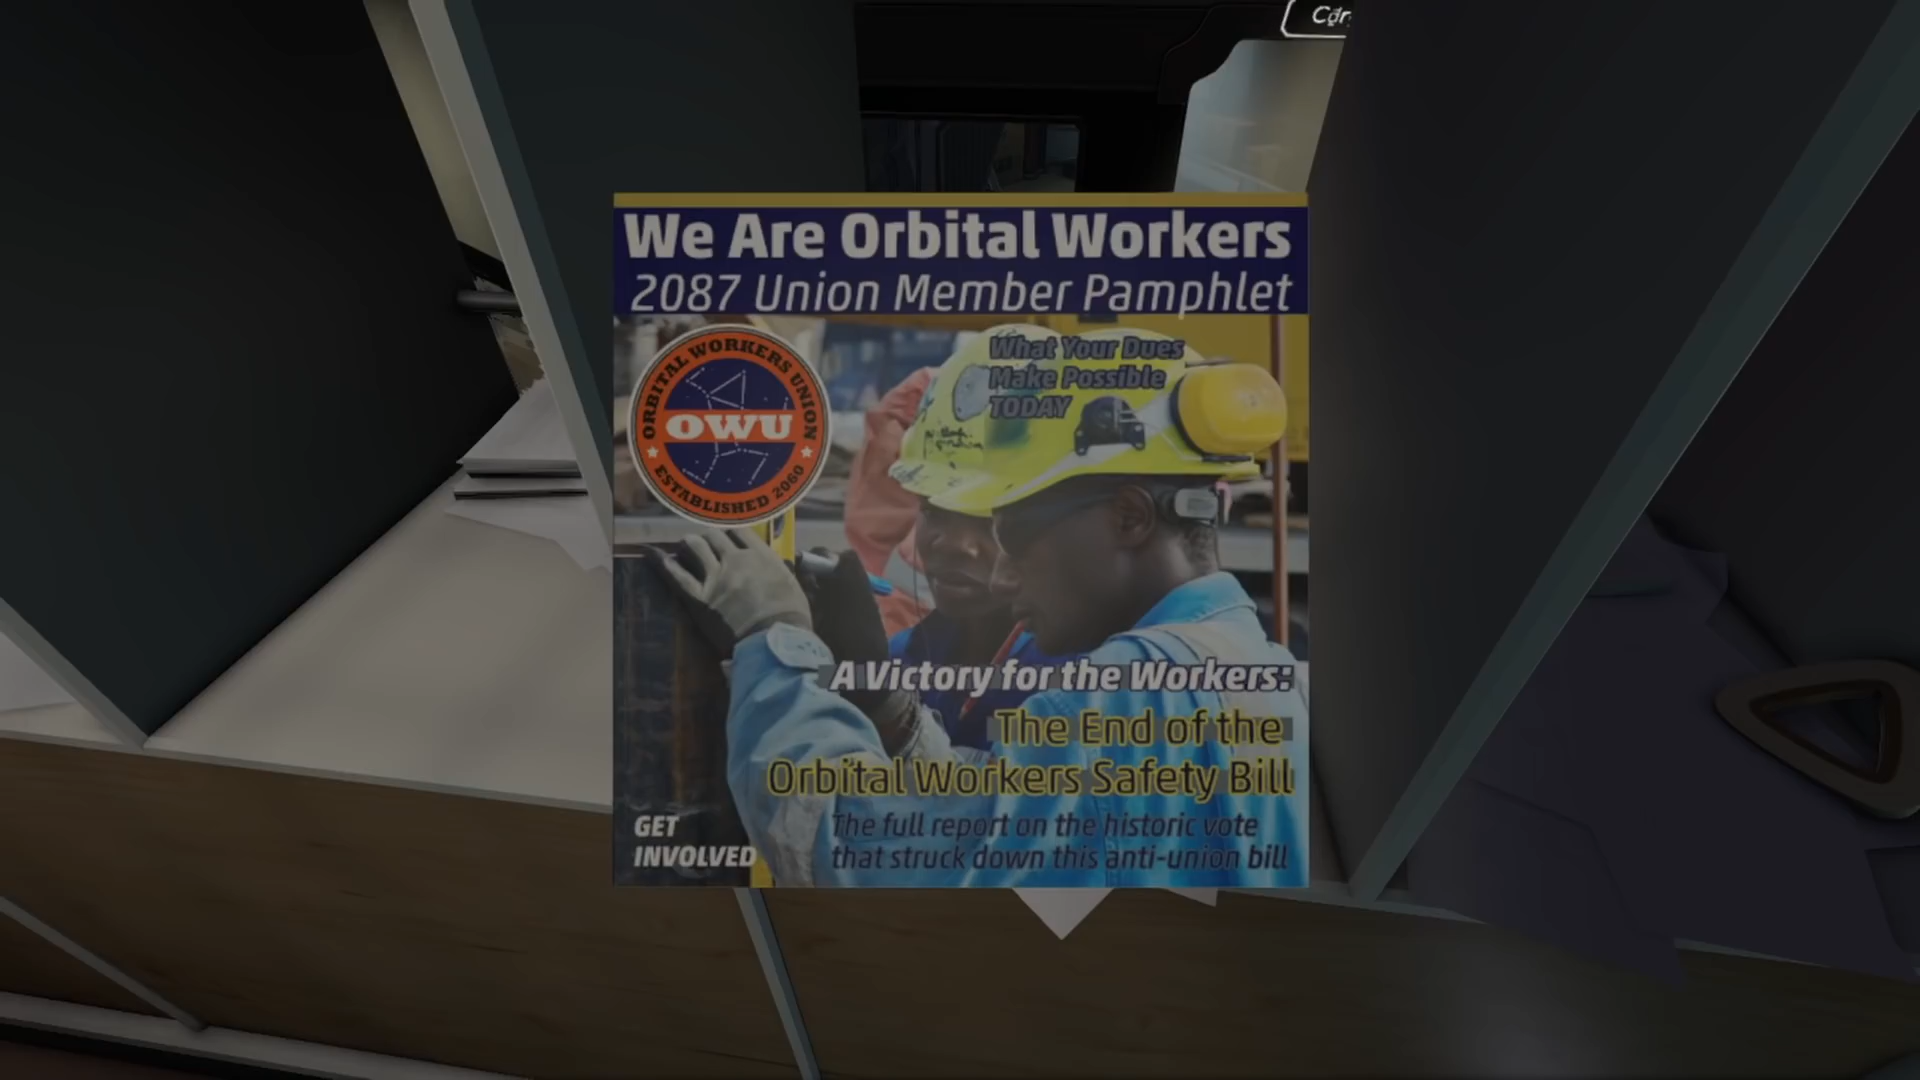 We Are Orbital Workers
2087 Union Member Pamphlet
ORBITAL WORKERS UNION
OWU
ESTABLISHED 2060
What Your Dues
Make Possible
TODAY
A Victory for the Workers:
The End of the
Orbital Workers Safety Bill
GET
INVOLVED
The full report on the historic vote
that struck down this anti-union bill